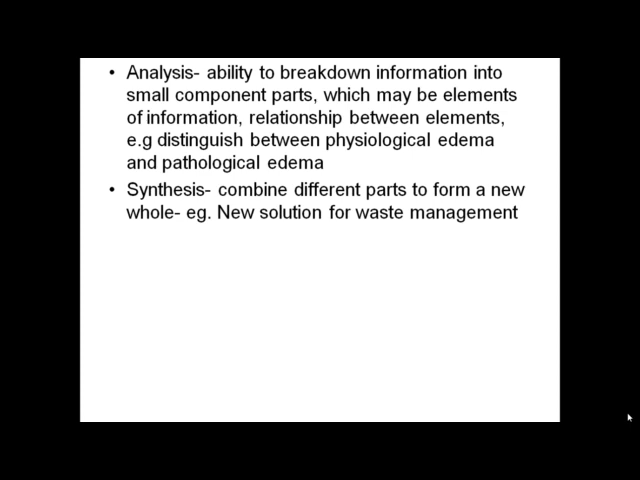 • Analysis- ability to breakdown information into
small component parts, which may be elements
of information, relationship between elements,
e.g distinguish between physiological edema
and pathological edema
• Synthesis- combine different parts to form a new
whole- eg. New solution for waste management